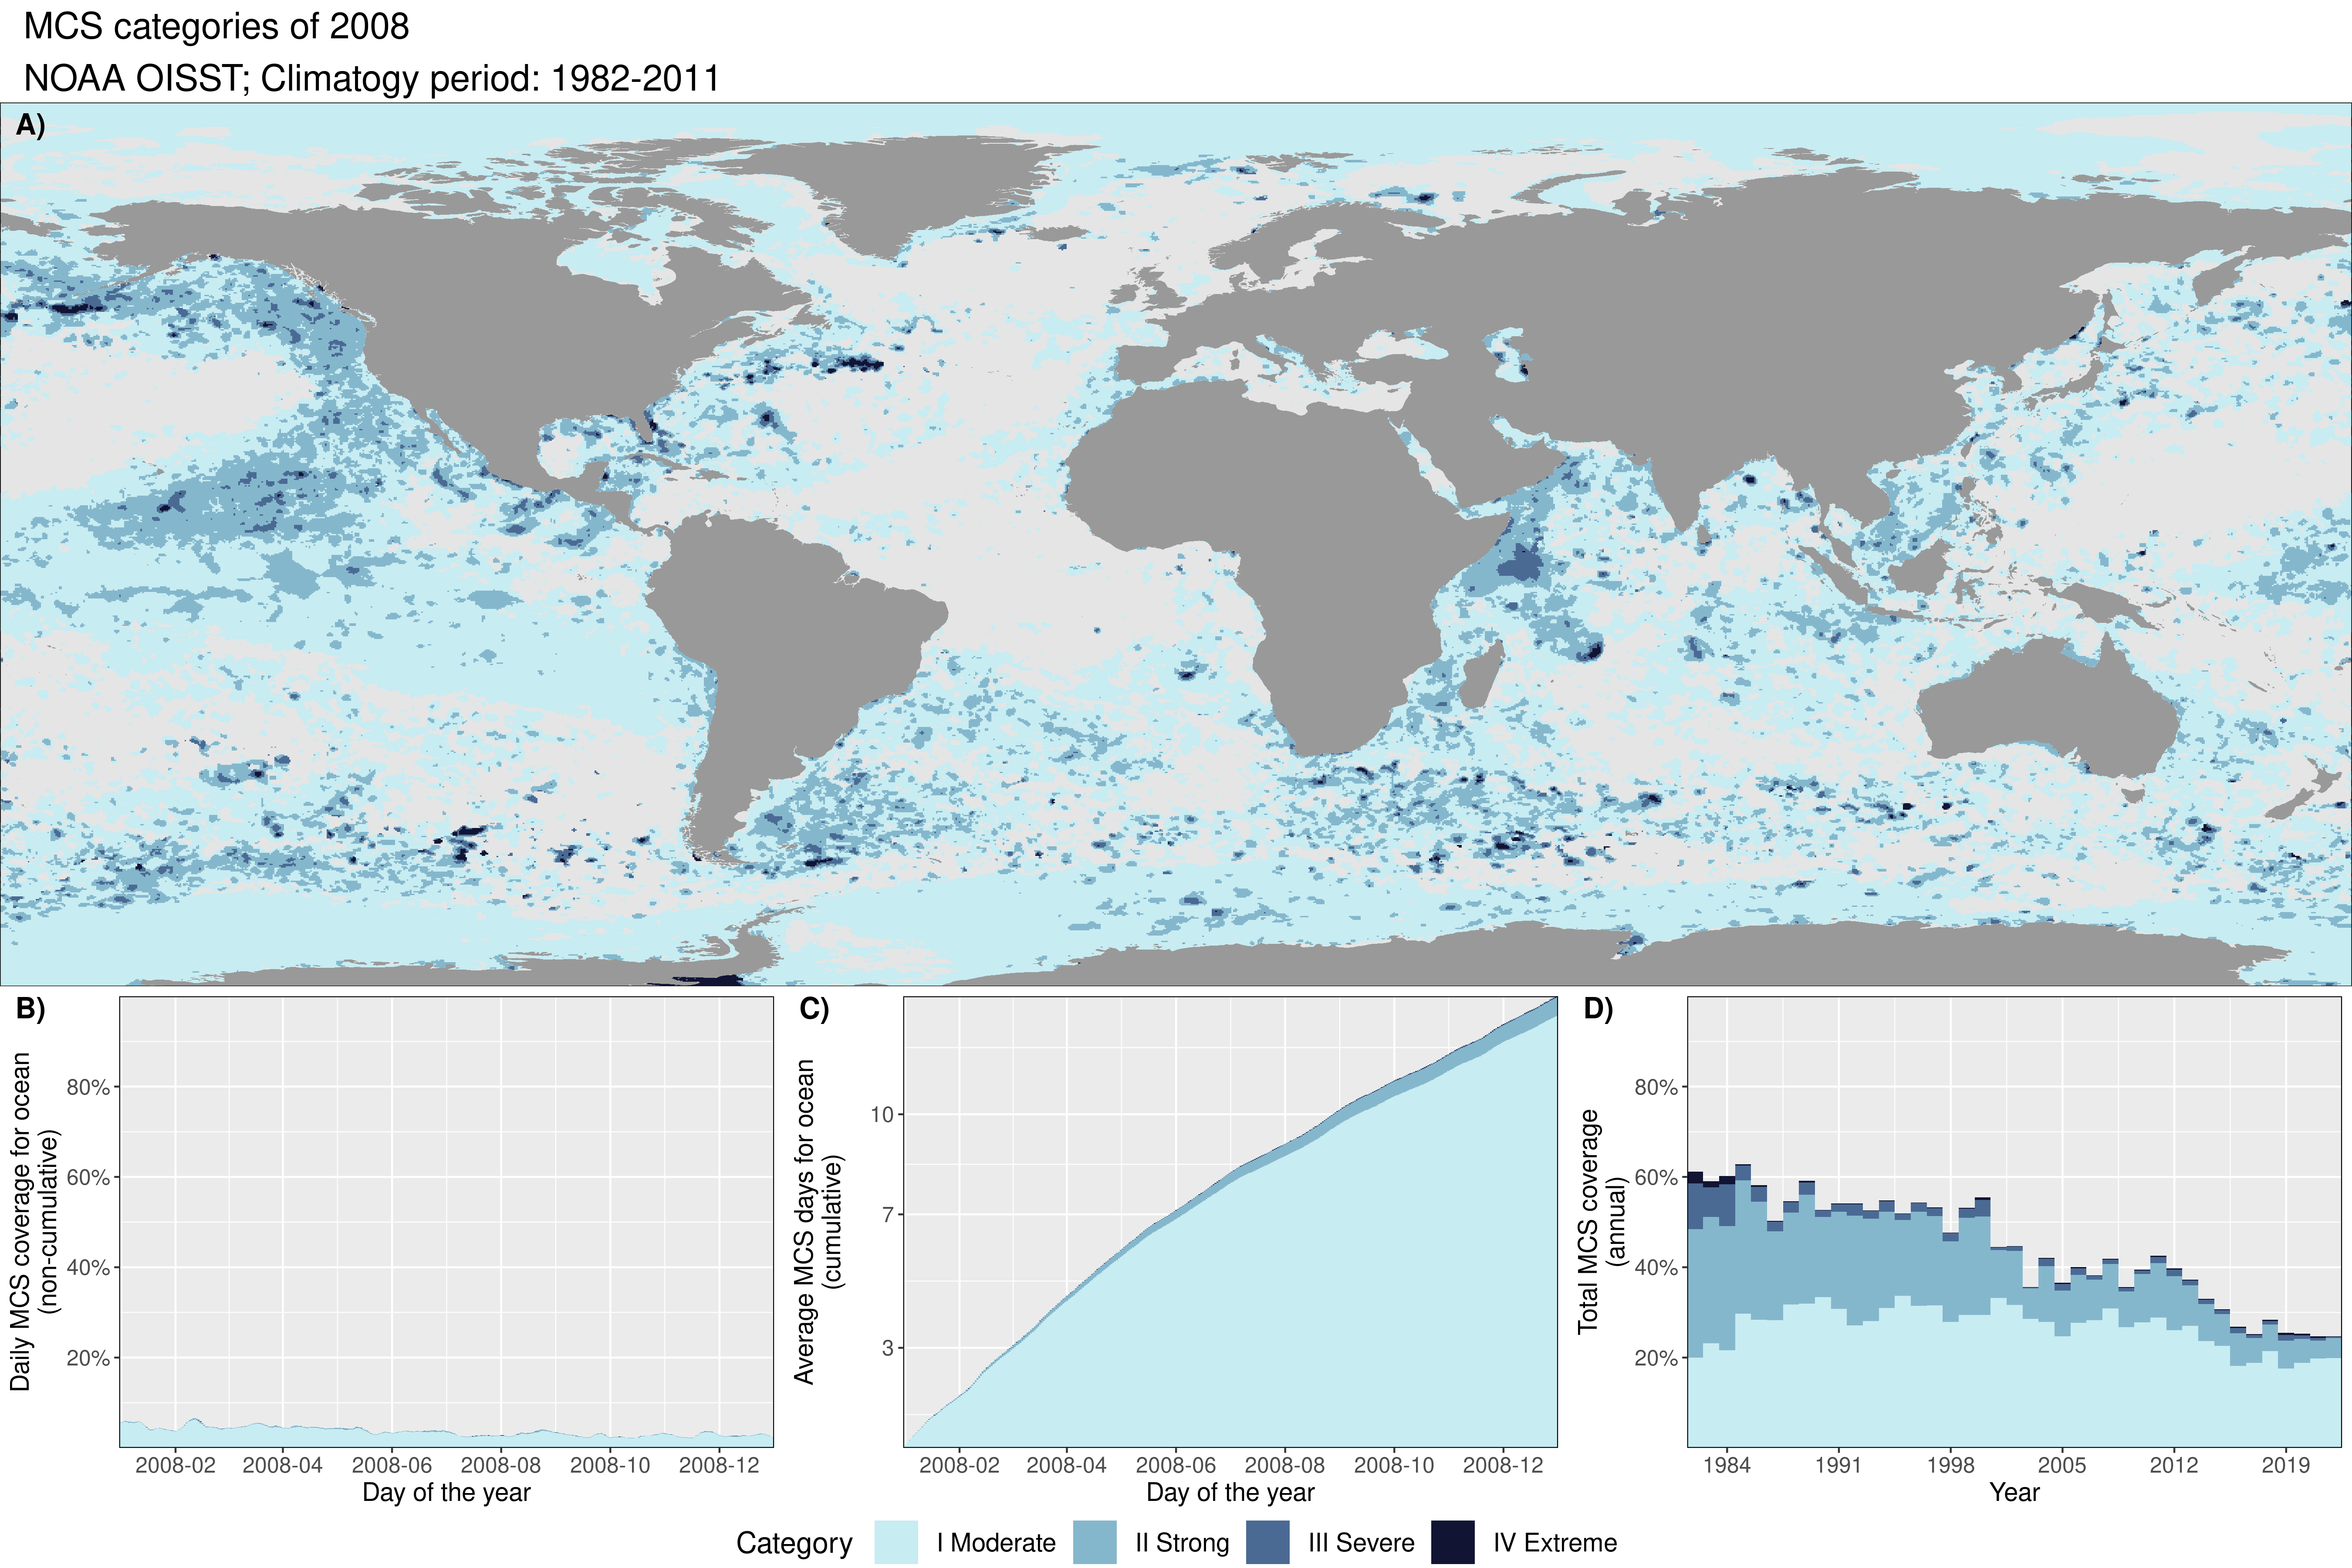 MCS categories of 2008
NOAA OISST; Climatogy period: 1982-2011
A)
B)
Daily MCS coverage for ocean
(non-cumulative)
80%
60%
40%
20%
2008-02 2008-04 2008-06 2008-08 2008-10 2008-12
Day of the year
C)
Average MCS days for ocean
(cumulative)
10
7
3
2008-02 2008-04 2008-06 2008-08 2008-10 2008-12
Day of the year
D)
Total MCS coverage
(annual)
80%
60%
40%
20%
1984 1991 1998 2005 2012 2019
Year
Category I Moderate II Strong III Severe IV Extreme